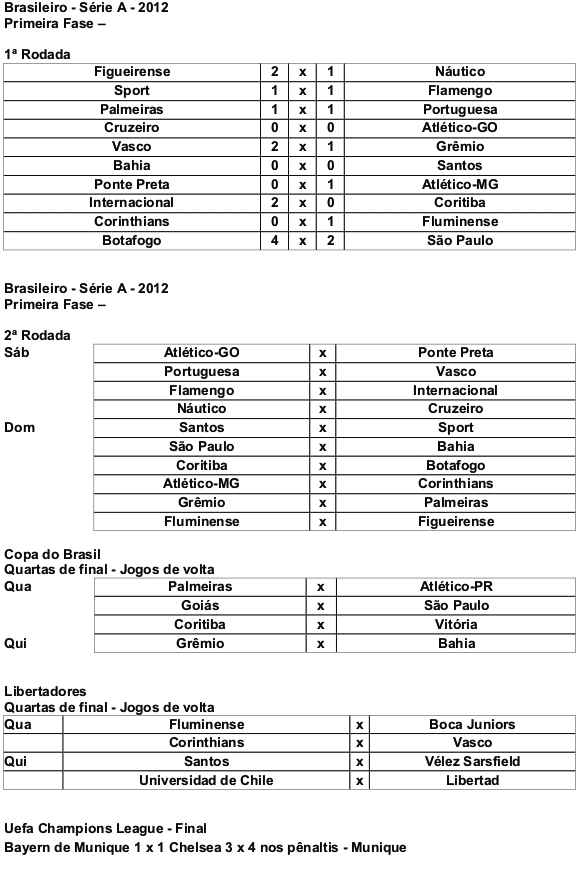 Brasileiro - Série A - 2012
Primeira Fase –
1ª Rodada
Figueirense 2 x 1 Náutico
Sport 1 x 1 Flamengo
Palmeiras 1 x 1 Portuguesa
Cruzeiro 0 x 0 Atlético-GO
Vasco 2 x 1 Grêmio
Bahia 0 x 0 Santos
Ponte Preta 0 x 1 Atlético-MG
Internacional 2 x 0 Coritiba
Corinthians 0 x 1 Fluminense
Botafogo 4 x 2 São Paulo
Brasileiro - Série A - 2012
Primeira Fase –
2ª Rodada
Sáb Atlético-GO x Ponte Preta
Portuguesa x Vasco
Flamengo x Internacional
Náutico x Cruzeiro
Dom Santos x Sport
São Paulo x Bahia
Coritiba x Botafogo
Atlético-MG x Corinthians
Grêmio x Palmeiras
Fluminense x Figueirense
Copa do Brasil
Quartas de final - Jogos de volta
Qua Palmeiras x Atlético-PR
Goiás x São Paulo
Coritiba x Vitória
Qui Grêmio x Bahia
Libertadores
Quartas de final - Jogos de volta
Qua Fluminense x Boca Juniors
Corinthians x Vasco
Qui Santos x Vélez Sarsfield
Universidad de Chile x Libertad
Uefa Champions League - Final
Bayern de Munique 1 x 1 Chelsea 3 x 4 nos pênaltis - Munique